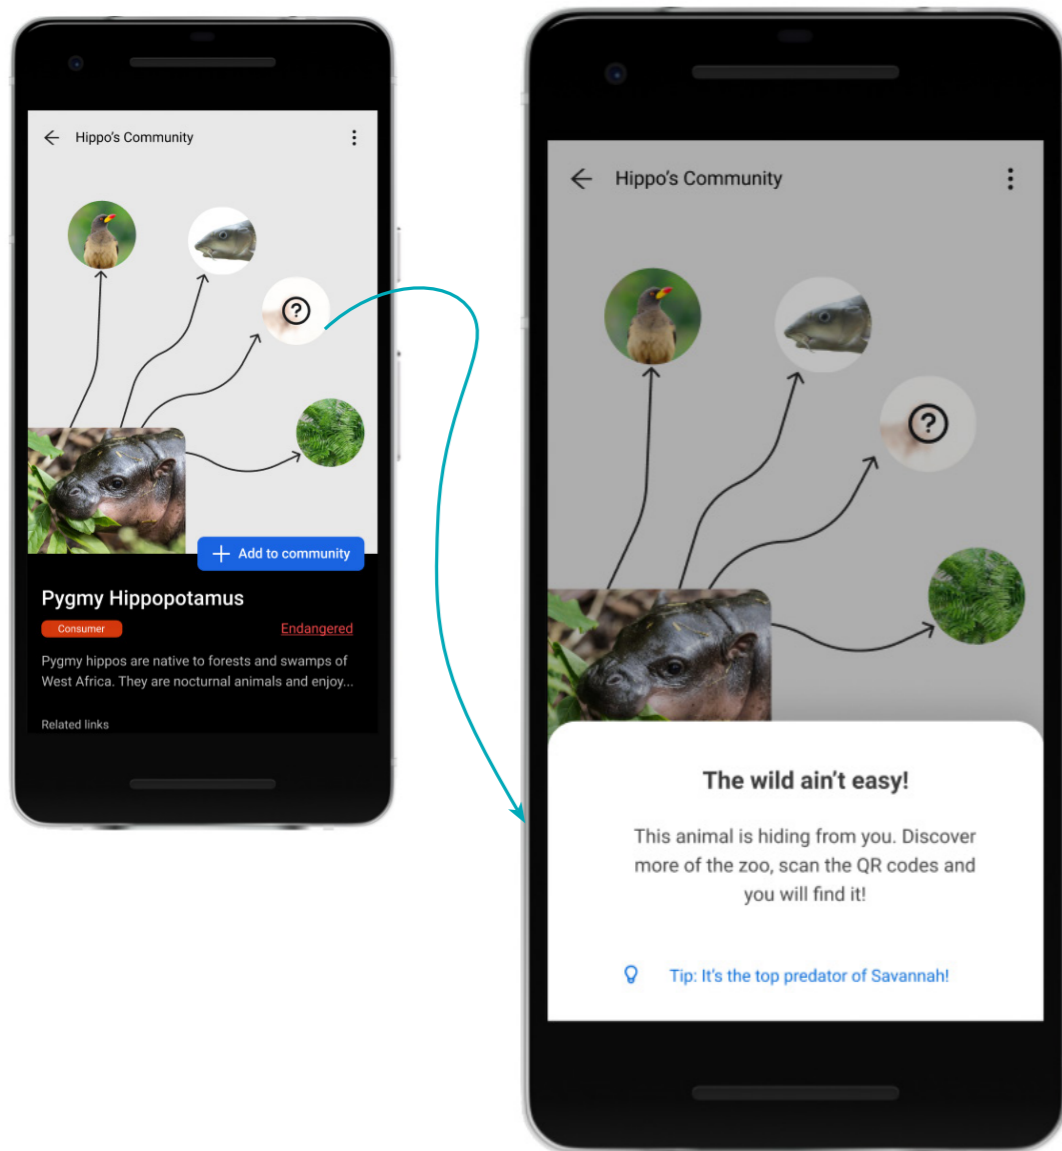 Hippo's Community
?
+ Add to community
Pygmy Hippopotamus
Consumer
Endangered
Pygmy hippos are native to forests and swamps of
West Africa. They are nocturnal animals and enjoy...
Related links
Hippo's Community
?
The wild ain't easy!
This animal is hiding from you. Discover
more of the zoo, scan the QR codes and
you will find it!
Tip: It's the top predator of Savannah!